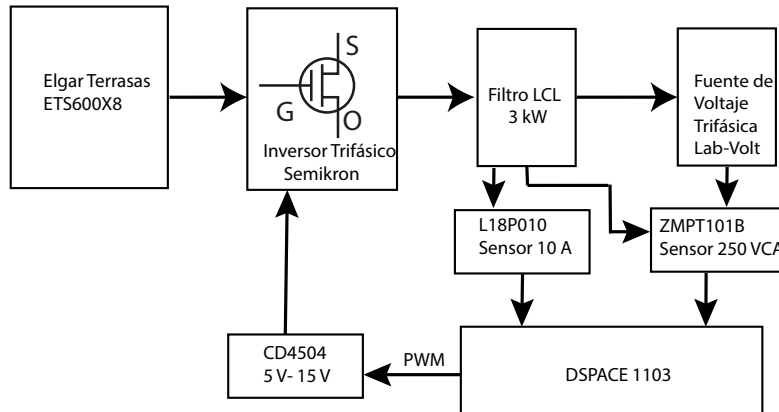 Elgar Terrasas
ETS600X8
S
G
O
Inversor Trifásico
Semikron
Filtro LCL
3 kW
Fuente de
Voltaje
Trifásica
Lab-Volt
L18P010
Sensor 10 A
ZMPT101B
Sensor 250 VCA
CD4504
5 V- 15 V
PWM
DSPACE 1103